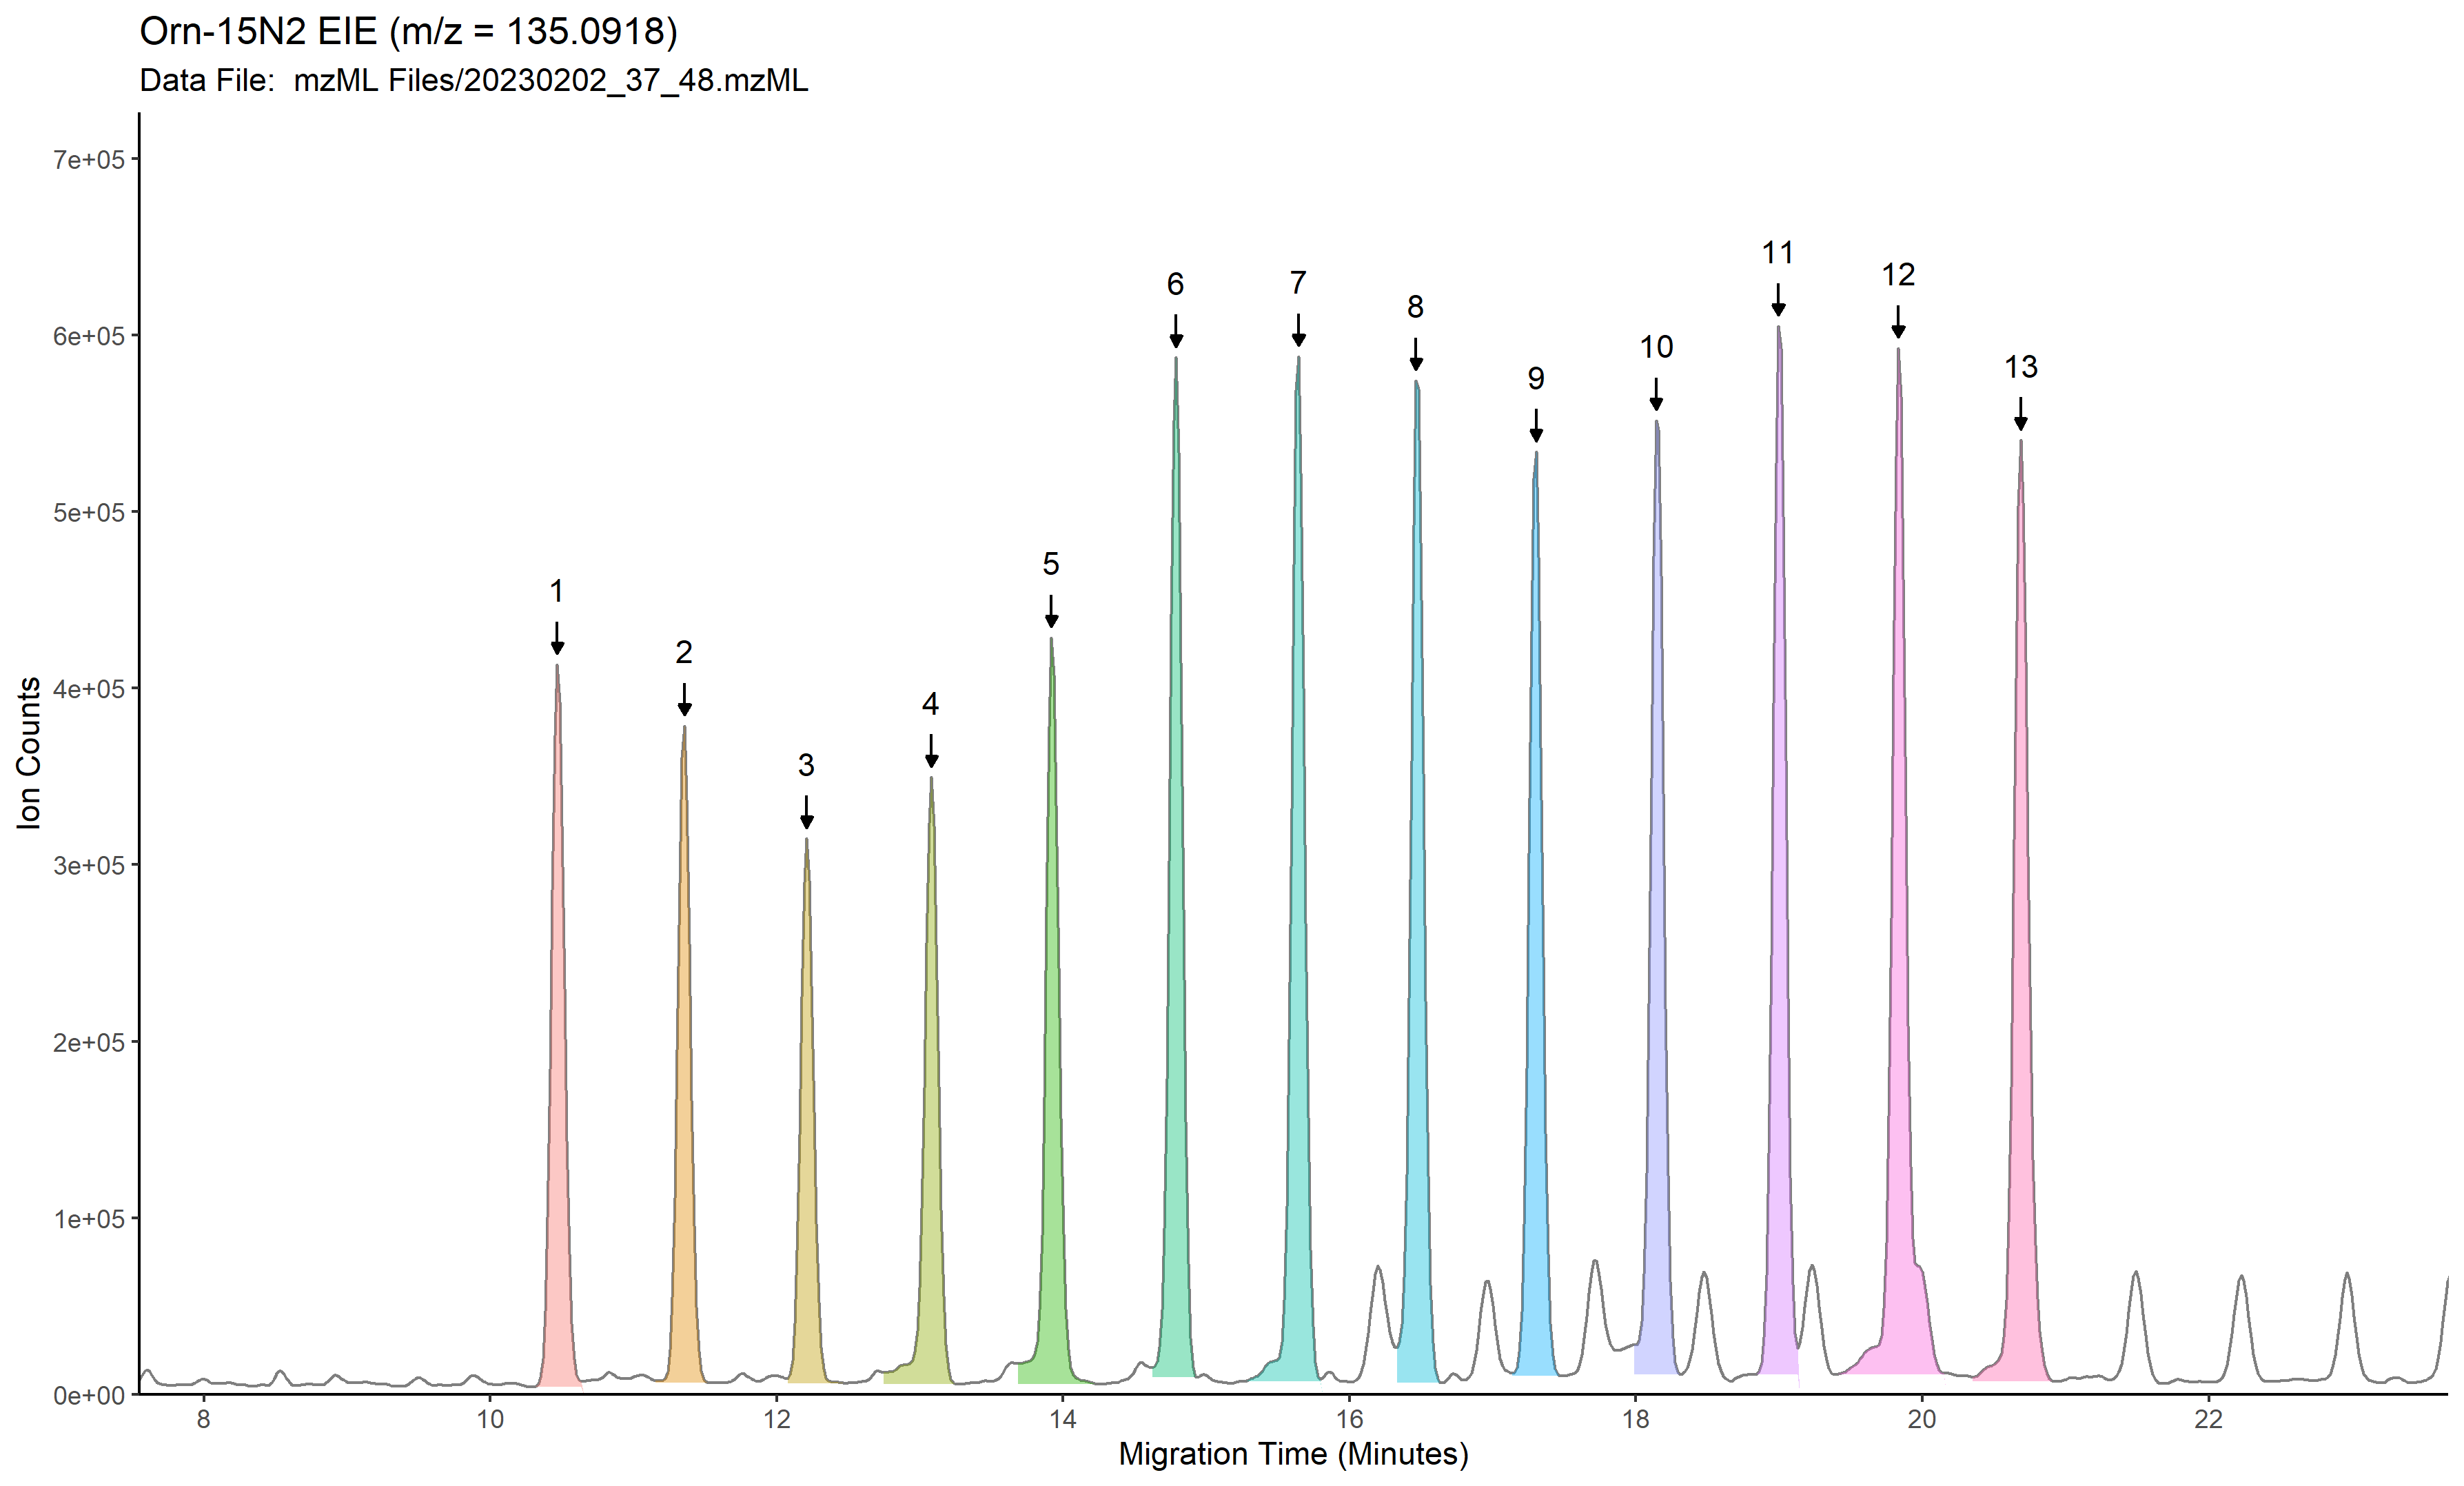 Orn-15N2 EIE (m/z = 135.0918)
Data File:  mzML Files/20230202_37_48.mzML
7e+05
6e+05
5e+05
4e+05
3e+05
2e+05
1e+05
0e+00
Ion Counts
1
2
3
4
5
6
7
8
9
10
11
12
13
8
10
12
14
16
18
20
22
Migration Time (Minutes)